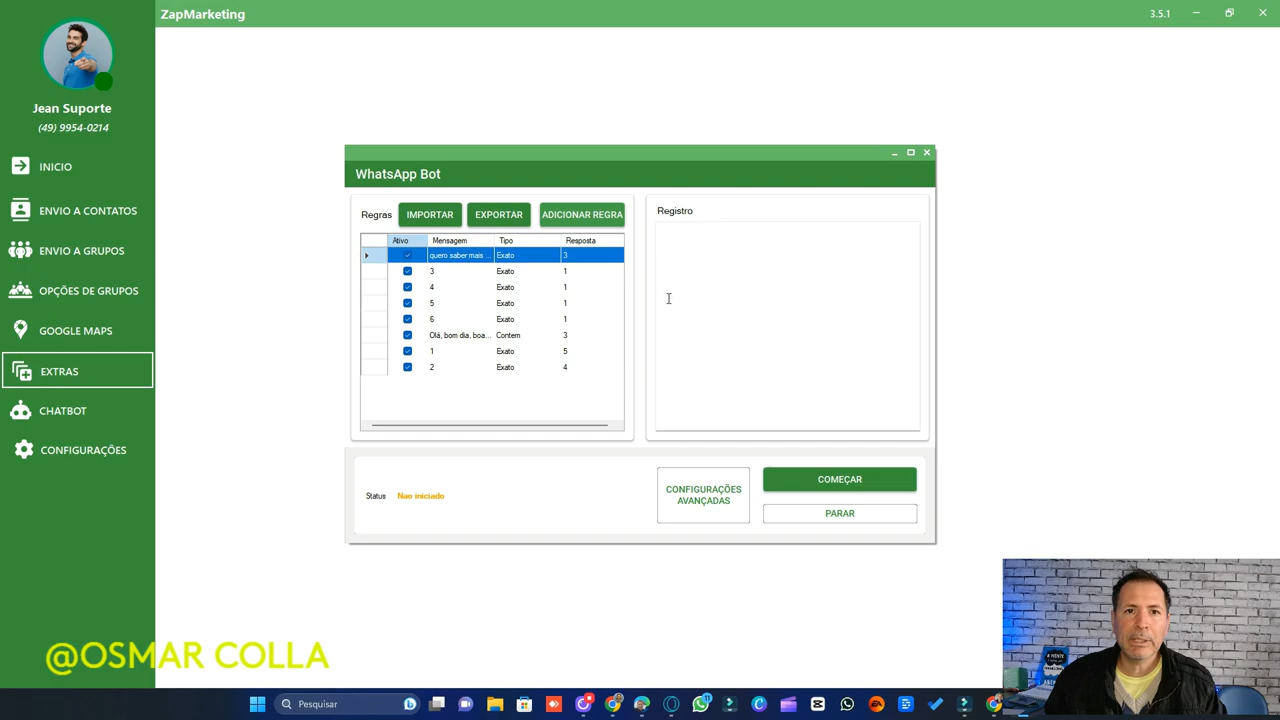 ZapMarketing
3.5.1
Jean Suporte
(49) 9954-0214
INICIO
ENVIO A CONTATOS
ENVIO A GRUPOS
OPÇÕES DE GRUPOS
GOOGLE MAPS
EXTRAS
CHATBOT
CONFIGURAÇÕES
WhatsApp Bot
Regras IMPORTAR EXPORTAR ADICIONAR REGRA
Ativo Mensagem Tipo Resposta
quero saber mais ... Exato 3
3 Exato 1
4 Exato 1
5 Exato 1
6 Exato 1
Olá, bom dia, boa... Contem 3
1 Exato 5
2 Exato 4
Registro
Status Nao iniciado
CONFIGURAÇÕES
AVANÇADAS
COMEÇAR
PARAR
@OSMAR COLLA
Pesquisar
11